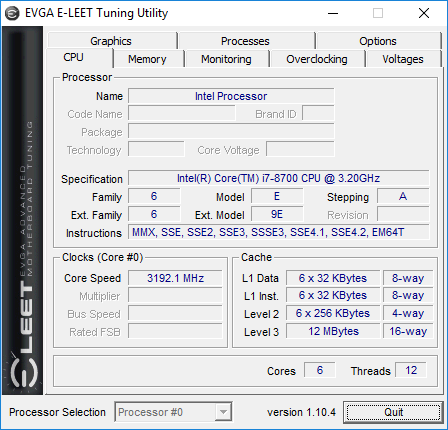 EVGA E-LEET Tuning Utility
Graphics Processes Options
CPU Memory Monitoring Overclocking Voltages
E-LEET
EVGA ADVANCED
MOTHERBOARD TUNING
Processor
Name Intel Processor
Code Name Brand ID
Package
Technology Core Voltage
Specification Intel(R) Core(TM) i7-8700 CPU @ 3.20GHz
Family 6 Model E Stepping A
Ext. Family 6 Ext. Model 9E Revision
Instructions MMX, SSE, SSE2, SSE3, SSSE3, SSE4.1, SSE4.2, EM64T
Clocks (Core #0)
Core Speed 3192.1 MHz
Multiplier
Bus Speed
Rated FSB
Cache
L1 Data 6 x 32 KBytes 8-way
L1 Inst. 6 x 32 KBytes 8-way
Level 2 6 x 256 KBytes 4-way
Level 3 12 MBytes 16-way
Cores 6 Threads 12
Processor Selection Processor #0 version 1.10.4 Quit